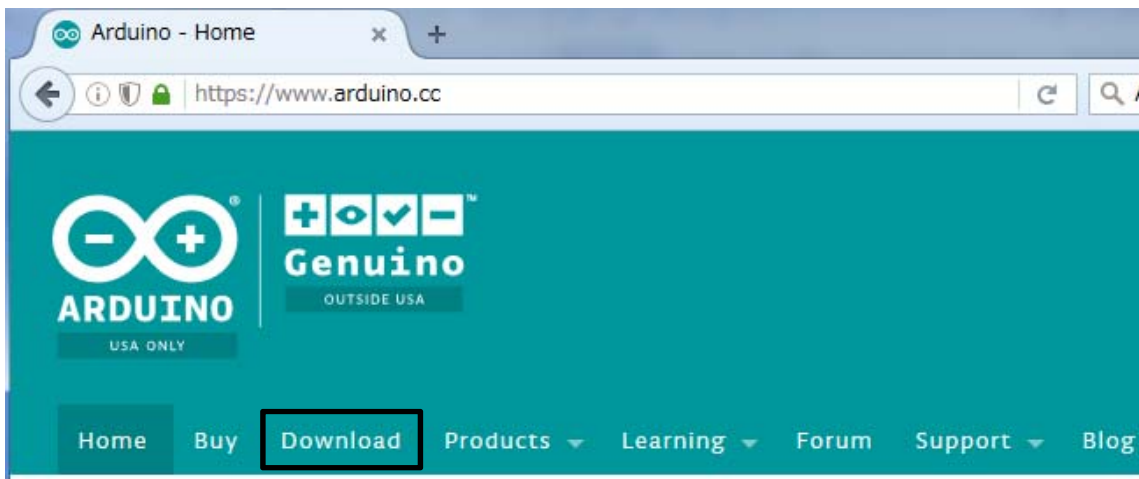 Arduino - Home
https://www.arduino.cc
ARDUINO
USA ONLY
Genuino
OUTSIDE USA
Home Buy Download Products Learning Forum Support Blog